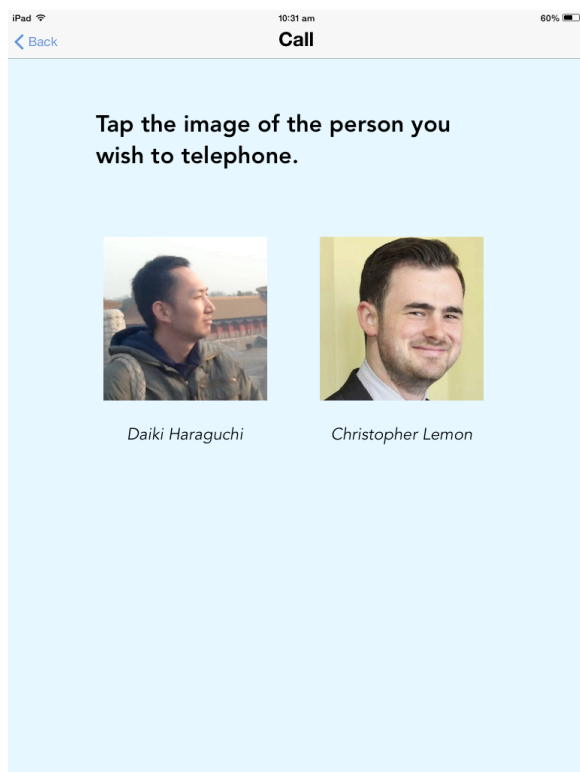 iPad 10:31 am 60%
Back Call
Tap the image of the person you
wish to telephone.
Daiki Haraguchi Christopher Lemon